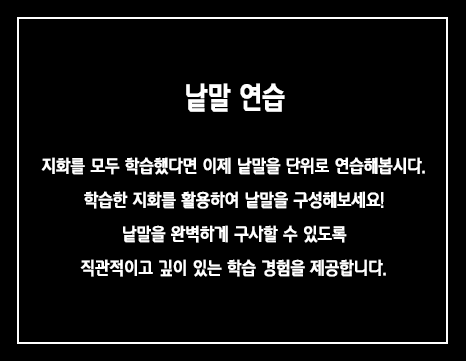 낱말 연습
지화를 모두 학습했다면 이제 낱말을 단위로 연습해봅시다.
학습한 지화를 활용하여 낱말을 구성해보세요!
낱말을 완벽하게 구사할 수 있도록
직관적이고 깊이 있는 학습 경험을 제공합니다.